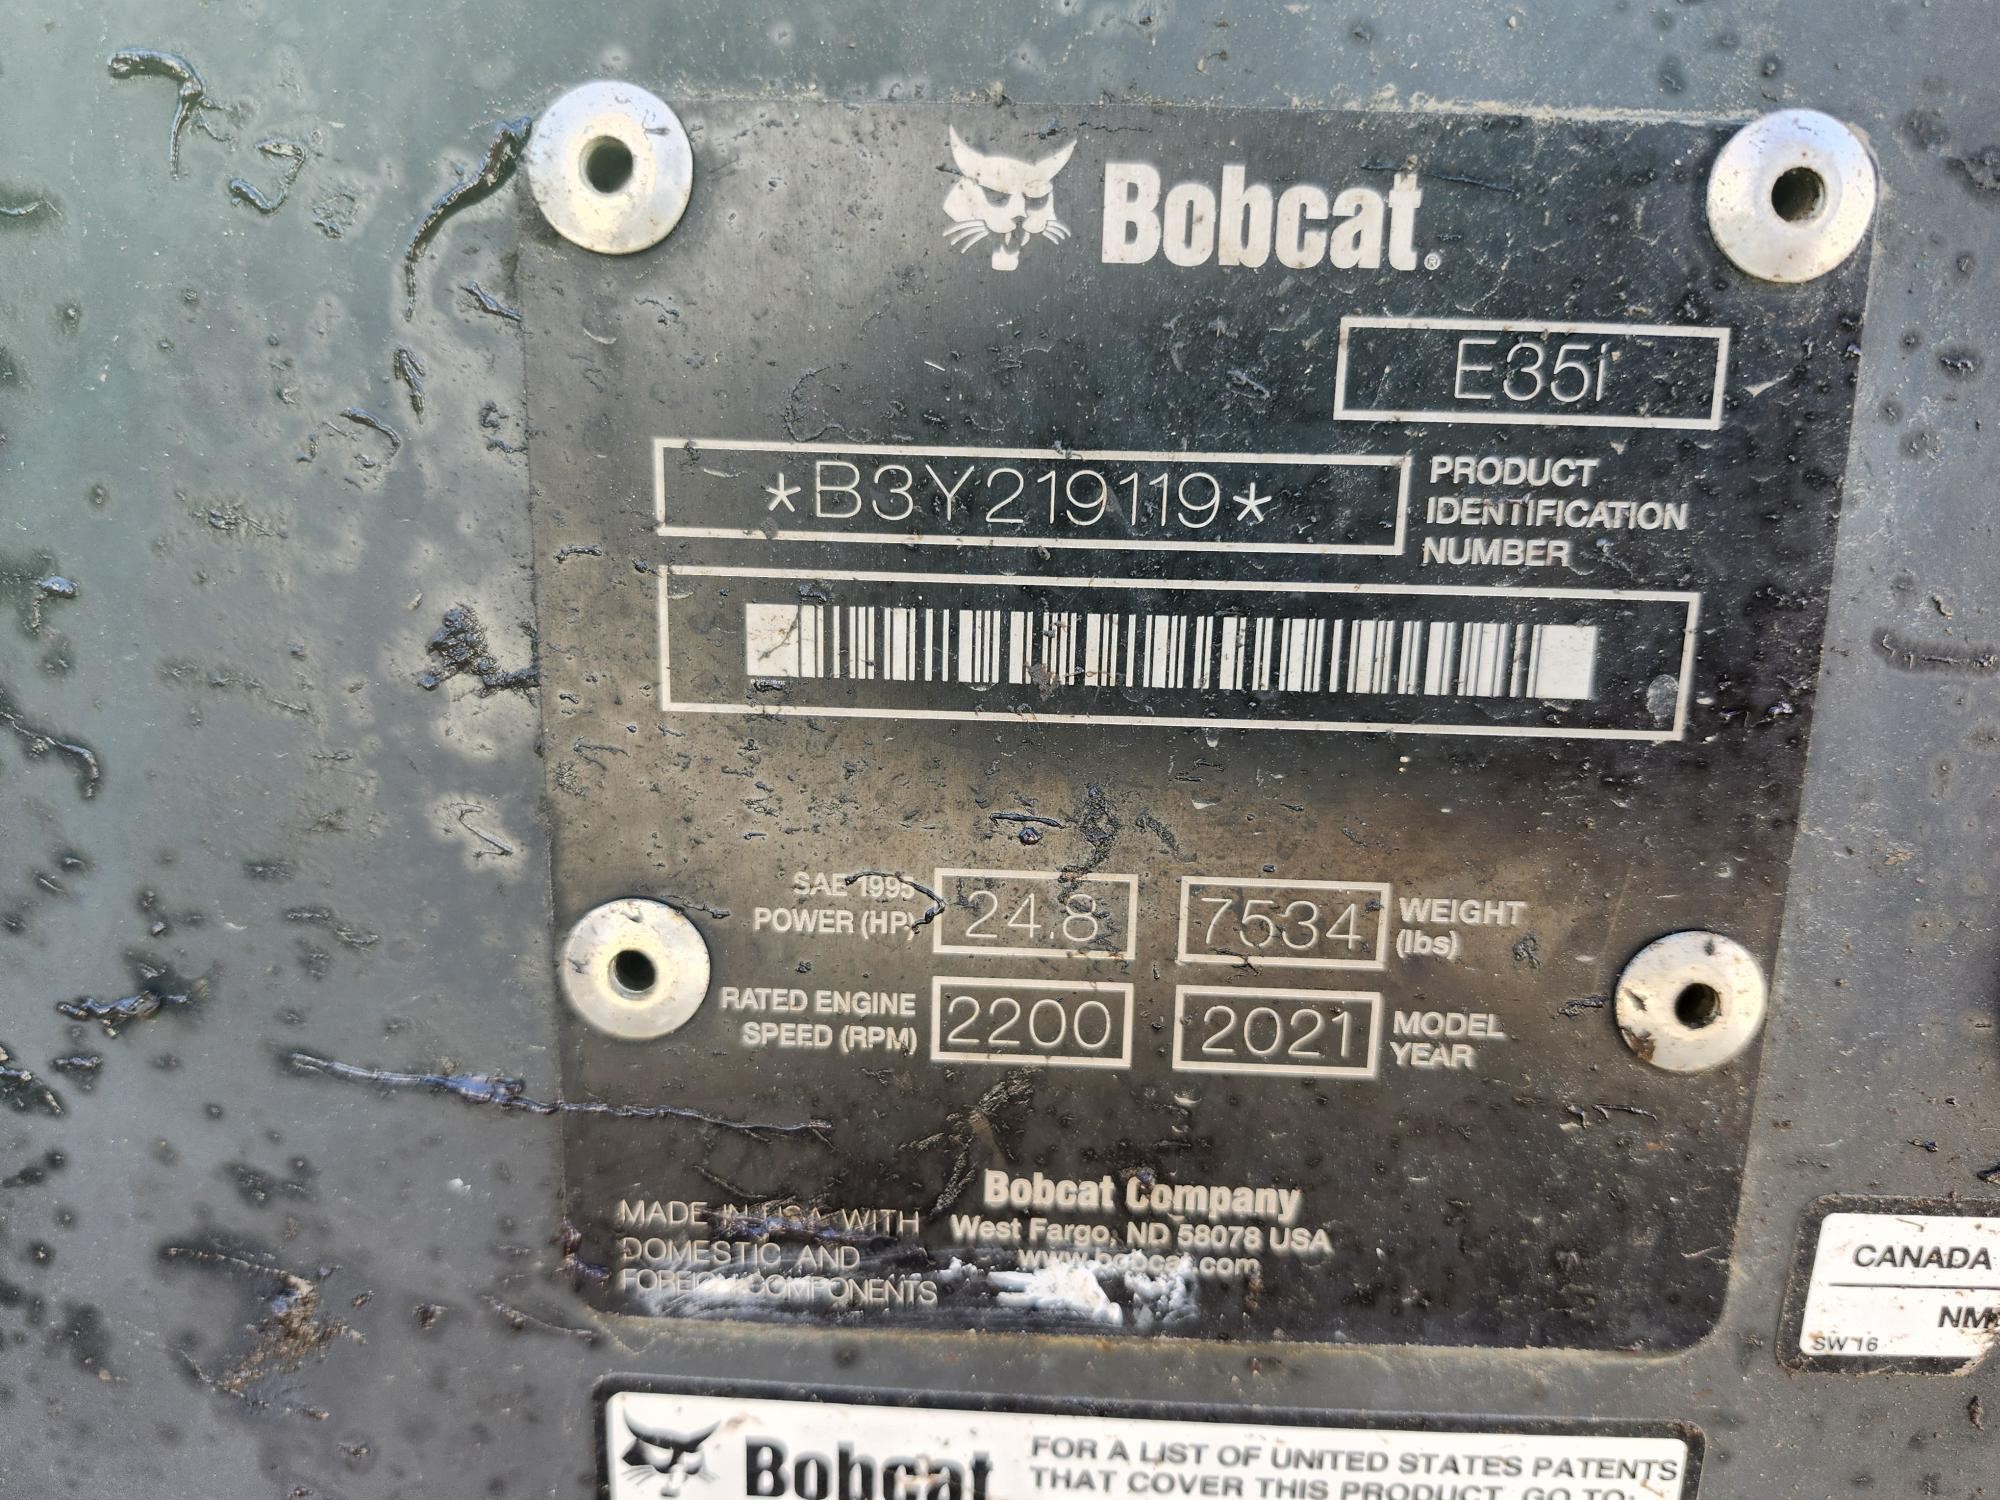 Bobcat®
E35i
*B3Y219119*
PRODUCT
IDENTIFICATION
NUMBER
SAE 1995
POWER (HP)
24.8
7534
WEIGHT
(lbs)
RATED ENGINE
SPEED (RPM)
2200
2021
MODEL
YEAR
MADE IN USA WITH
DOMESTIC AND
FOREIGN COMPONENTS
Bobcat Company
West Fargo, ND 58078 USA
www.bobcat.com
CANADA
SW 16
Bobcat
FOR A LIST OF UNITED STATES PATENTS
THAT COVER THIS PRODUCT, GO TO: